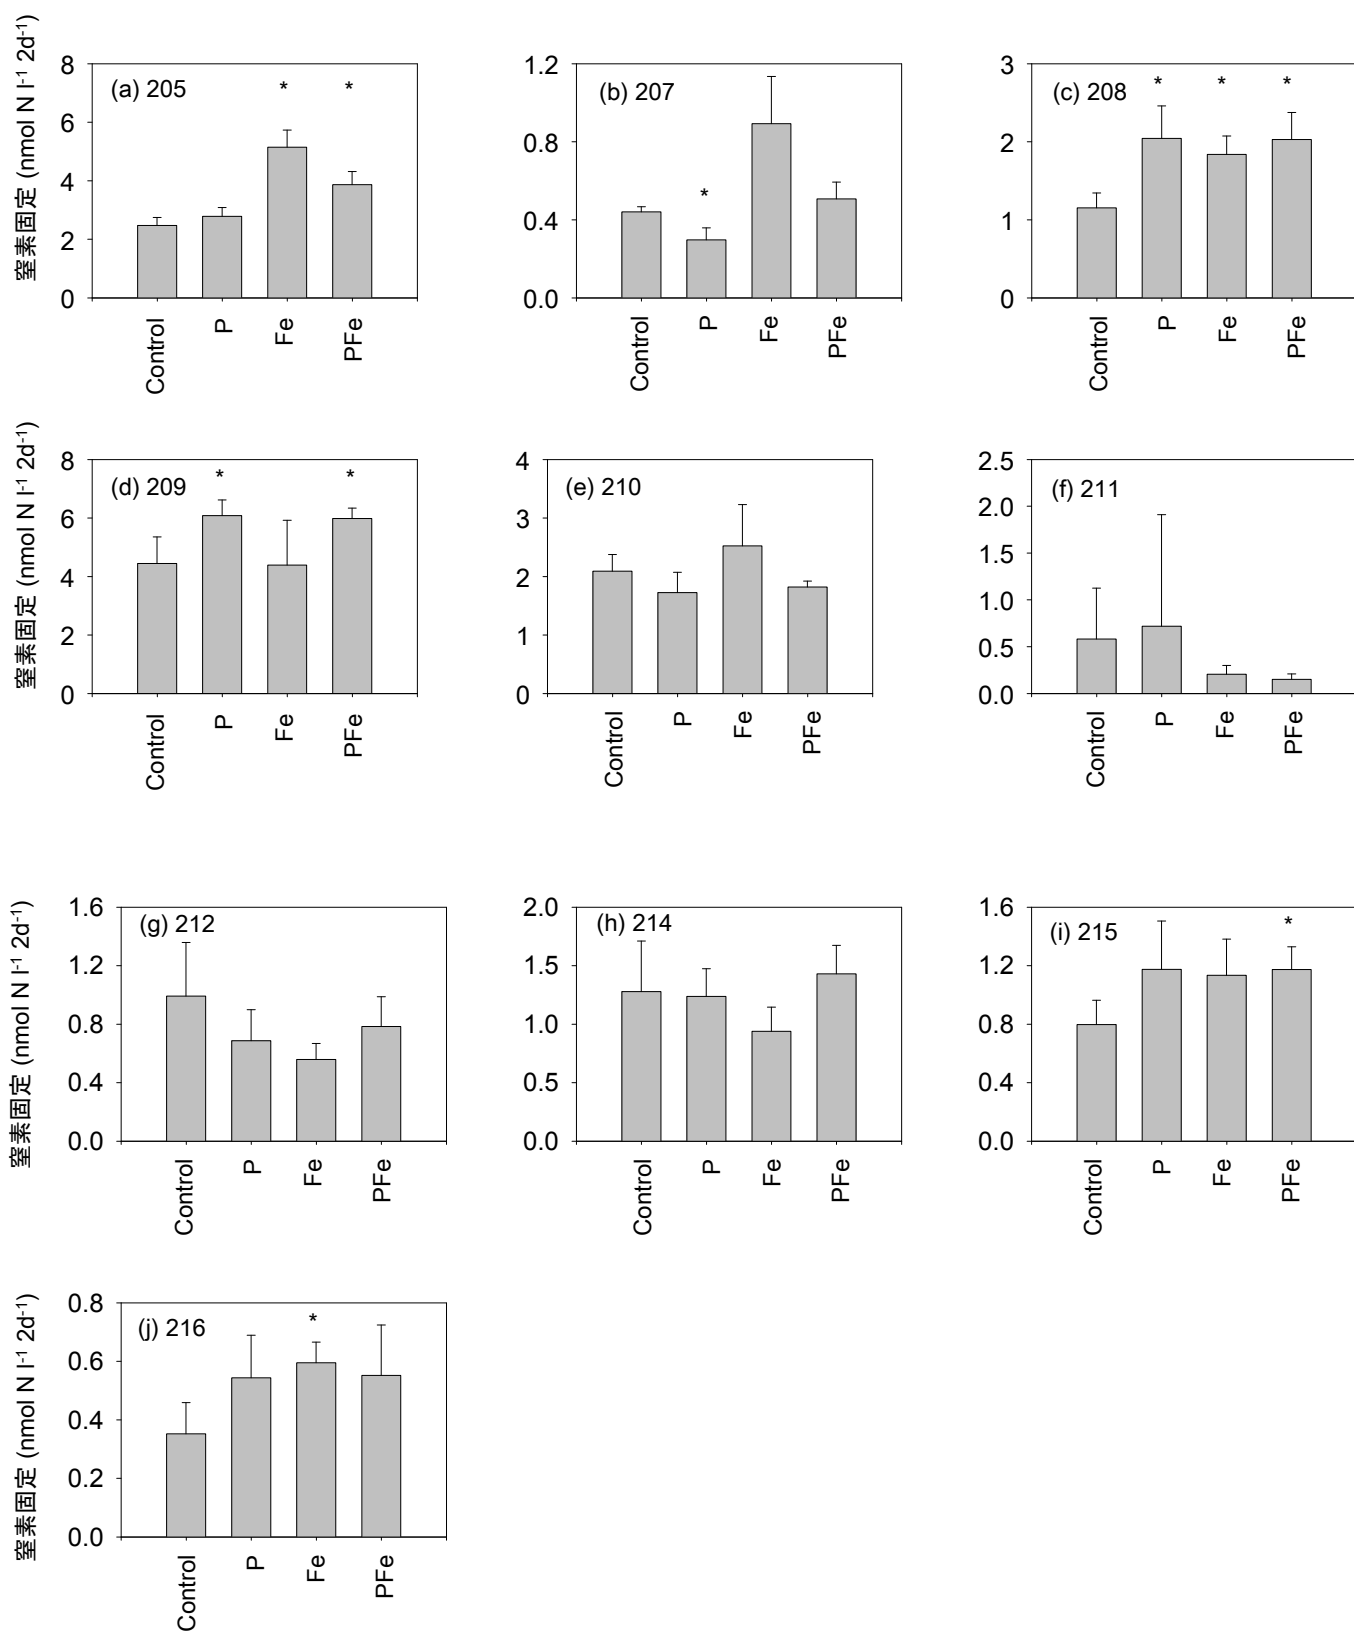 窒素固定 (nmol N l-1 2d-1)
8
6
4
2
0
(a) 205
* *
Control
P
Fe
PFe
1.2
0.8
0.4
0.0
(b) 207
*
Control
P
Fe
PFe
3
2
1
0
(c) 208
* * *
Control
P
Fe
PFe
窒素固定 (nmol N l-1 2d-1)
8
6
4
2
0
(d) 209
* *
Control
P
Fe
PFe
4
3
2
1
0
(e) 210
Control
P
Fe
PFe
2.5
2.0
1.5
1.0
0.5
0.0
(f) 211
Control
P
Fe
PFe
窒素固定 (nmol N l-1 2d-1)
1.6
1.2
0.8
0.4
0.0
(g) 212
Control
P
Fe
PFe
2.0
1.5
1.0
0.5
0.0
(h) 214
Control
P
Fe
PFe
1.6
1.2
0.8
0.4
0.0
(i) 215
*
Control
P
Fe
PFe
窒素固定 (nmol N l-1 2d-1)
0.8
0.6
0.4
0.2
0.0
(j) 216
*
Control
P
Fe
PFe